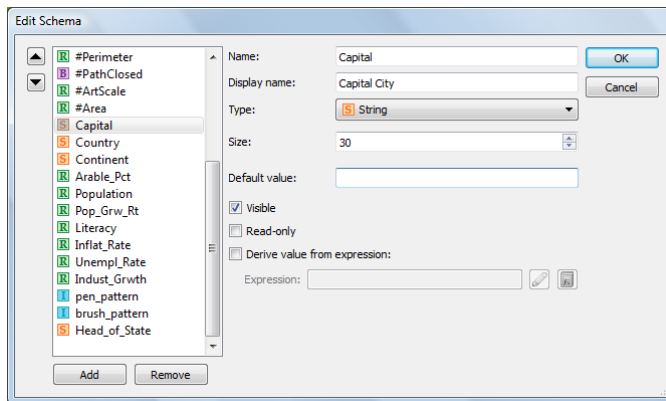 Edit Schema
R #Perimeter
B #PathClosed
R #ArtScale
R #Area
S Capital
S Country
S Continent
R Arable_Pct
R Population
R Pop_Grw_Rt
R Literacy
R Inflat_Rate
R Unempl_Rate
R Indust_Grwth
I pen_pattern
I brush_pattern
S Head_of_State
Add Remove
Name: Capital
Display name: Capital City
Type: S String
Size: 30
Default value:
Visible
Read-only
Derive value from expression:
Expression:
OK
Cancel